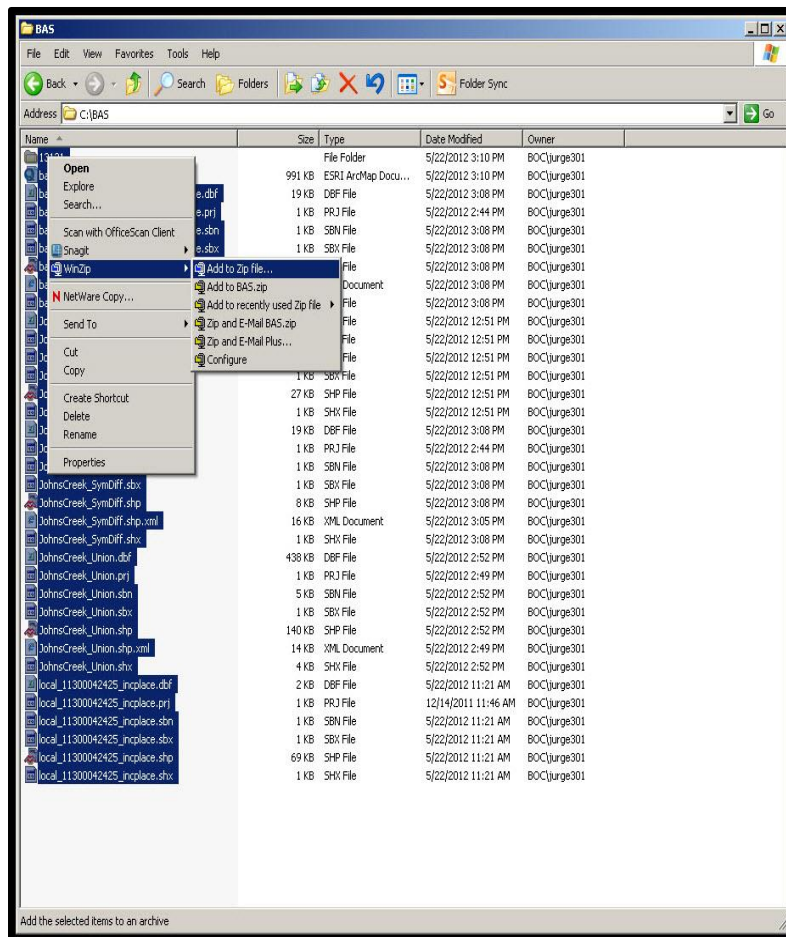 BAS
File Edit View Favorites Tools Help
Back Search Folders Folder Sync
Address C:\BAS Go
Name Size Type Date Modified Owner
File Folder 5/22/2012 3:10 PM BOC\jurge301
Open 991 KB ESRI ArcMap Docu... 5/22/2012 3:10 PM BOC\jurge301
Explore e.dbf 19 KB DBF File 5/22/2012 3:08 PM BOC\jurge301
Search... e.prj 1 KB PRJ File 5/22/2012 2:44 PM BOC\jurge301
Scan with OfficeScan Client e.sbn 1 KB SBN File 5/22/2012 3:08 PM BOC\jurge301
Snagit e.sbx 1 KB SBX File 5/22/2012 3:08 PM BOC\jurge301
WinZip Add to Zip file... File 5/22/2012 3:08 PM BOC\jurge301
Add to BAS.zip Document 5/22/2012 3:08 PM BOC\jurge301
NetWare Copy... Add to recently used Zip file File 5/22/2012 3:08 PM BOC\jurge301
Send To Zip and E-Mail BAS.zip File 5/22/2012 12:51 PM BOC\jurge301
Zip and E-Mail Plus... File 5/22/2012 12:51 PM BOC\jurge301
Cut Configure File 5/22/2012 12:51 PM BOC\jurge301
Copy 1 KB SBX File 5/22/2012 12:51 PM BOC\jurge301
Create Shortcut 27 KB SHP File 5/22/2012 12:51 PM BOC\jurge301
Delete 1 KB SHX File 5/22/2012 12:51 PM BOC\jurge301
Rename 19 KB DBF File 5/22/2012 3:08 PM BOC\jurge301
1 KB PRJ File 5/22/2012 2:44 PM BOC\jurge301
Properties 1 KB SBN File 5/22/2012 3:08 PM BOC\jurge301
JohnsCreek_SymDiff.sbx 1 KB SBX File 5/22/2012 3:08 PM BOC\jurge301
JohnsCreek_SymDiff.shp 8 KB SHP File 5/22/2012 3:08 PM BOC\jurge301
JohnsCreek_SymDiff.shp.xml 16 KB XML Document 5/22/2012 3:05 PM BOC\jurge301
JohnsCreek_SymDiff.shx 1 KB SHX File 5/22/2012 3:08 PM BOC\jurge301
JohnsCreek_Union.dbf 438 KB DBF File 5/22/2012 2:52 PM BOC\jurge301
JohnsCreek_Union.prj 1 KB PRJ File 5/22/2012 2:49 PM BOC\jurge301
JohnsCreek_Union.sbn 5 KB SBN File 5/22/2012 2:52 PM BOC\jurge301
JohnsCreek_Union.sbx 1 KB SBX File 5/22/2012 2:52 PM BOC\jurge301
JohnsCreek_Union.shp 140 KB SHP File 5/22/2012 2:52 PM BOC\jurge301
JohnsCreek_Union.shp.xml 14 KB XML Document 5/22/2012 2:49 PM BOC\jurge301
JohnsCreek_Union.shx 4 KB SHX File 5/22/2012 2:52 PM BOC\jurge301
local_11300042425_incplace.dbf 2 KB DBF File 5/22/2012 11:21 AM BOC\jurge301
local_11300042425_incplace.prj 1 KB PRJ File 12/14/2011 11:46 AM BOC\jurge301
local_11300042425_incplace.sbn 1 KB SBN File 5/22/2012 11:21 AM BOC\jurge301
local_11300042425_incplace.sbx 1 KB SBX File 5/22/2012 11:21 AM BOC\jurge301
local_11300042425_incplace.shp 69 KB SHP File 5/22/2012 11:21 AM BOC\jurge301
local_11300042425_incplace.shx 1 KB SHX File 5/22/2012 11:21 AM BOC\jurge301
Add the selected items to an archive